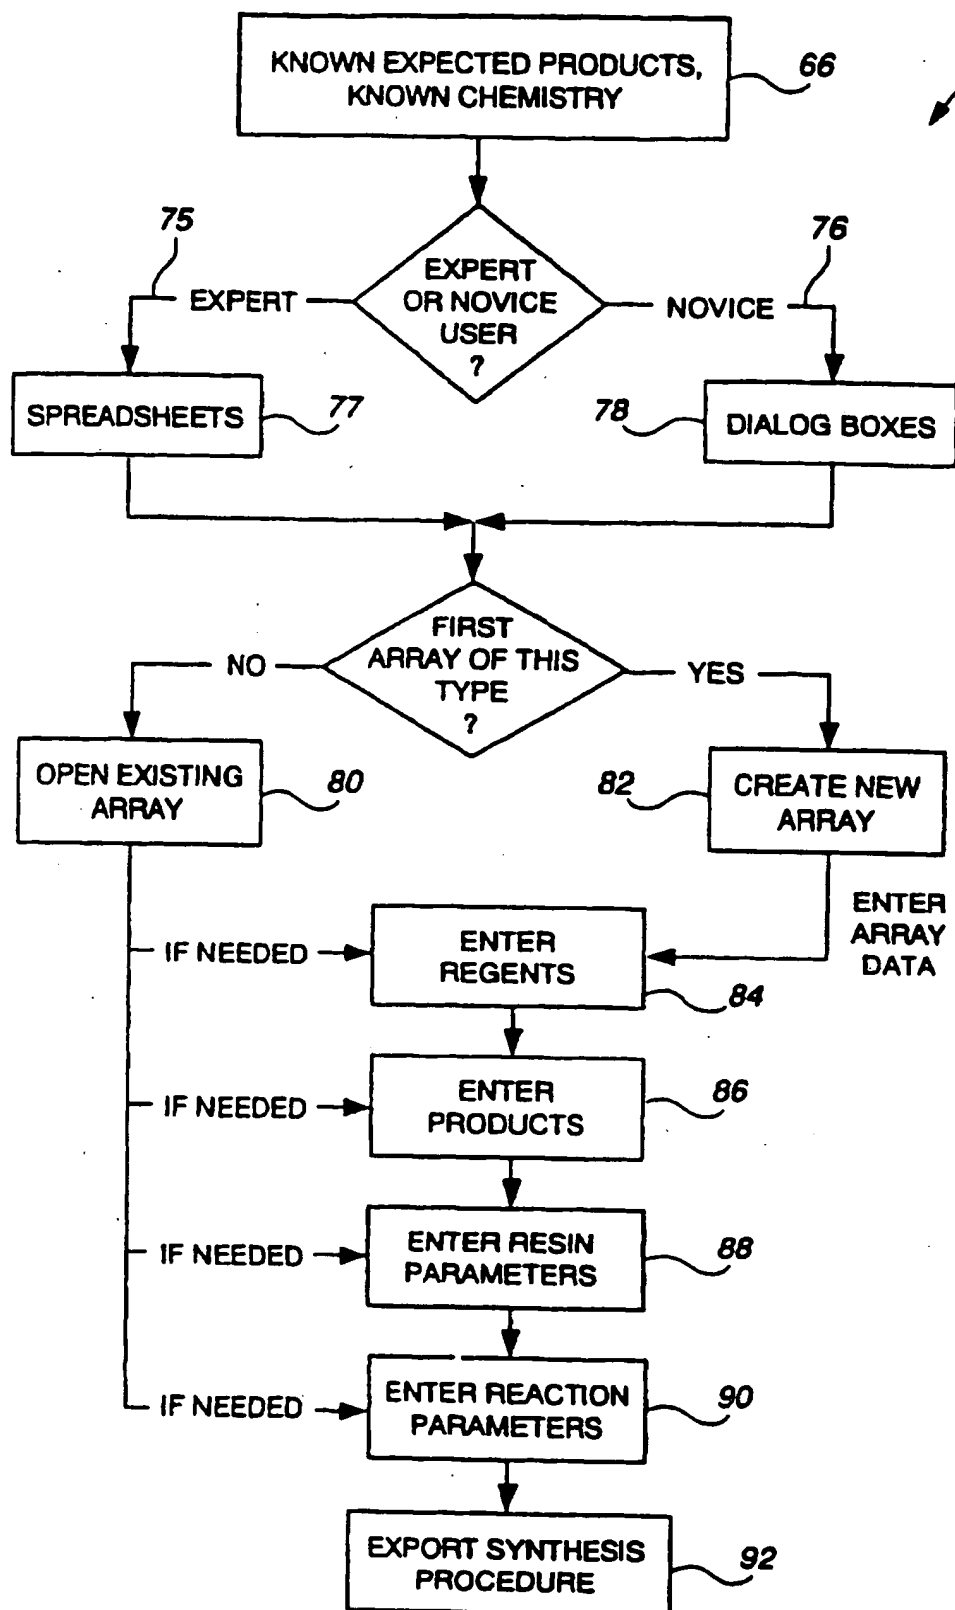 KNOWN EXPECTED PRODUCTS,
KNOWN CHEMISTRY
66
75
76
EXPERT
OR NOVICE
USER
?
EXPERT
NOVICE
SPREADSHEETS
77
78
DIALOG BOXES
FIRST
ARRAY OF THIS
TYPE
?
NO
YES
OPEN EXISTING
ARRAY
80
82
CREATE NEW
ARRAY
ENTER
ARRAY
DATA
IF NEEDED
ENTER
REGENTS
84
IF NEEDED
ENTER
PRODUCTS
86
IF NEEDED
ENTER RESIN
PARAMETERS
88
IF NEEDED
ENTER REACTION
PARAMETERS
90
EXPORT SYNTHESIS
PROCEDURE
92